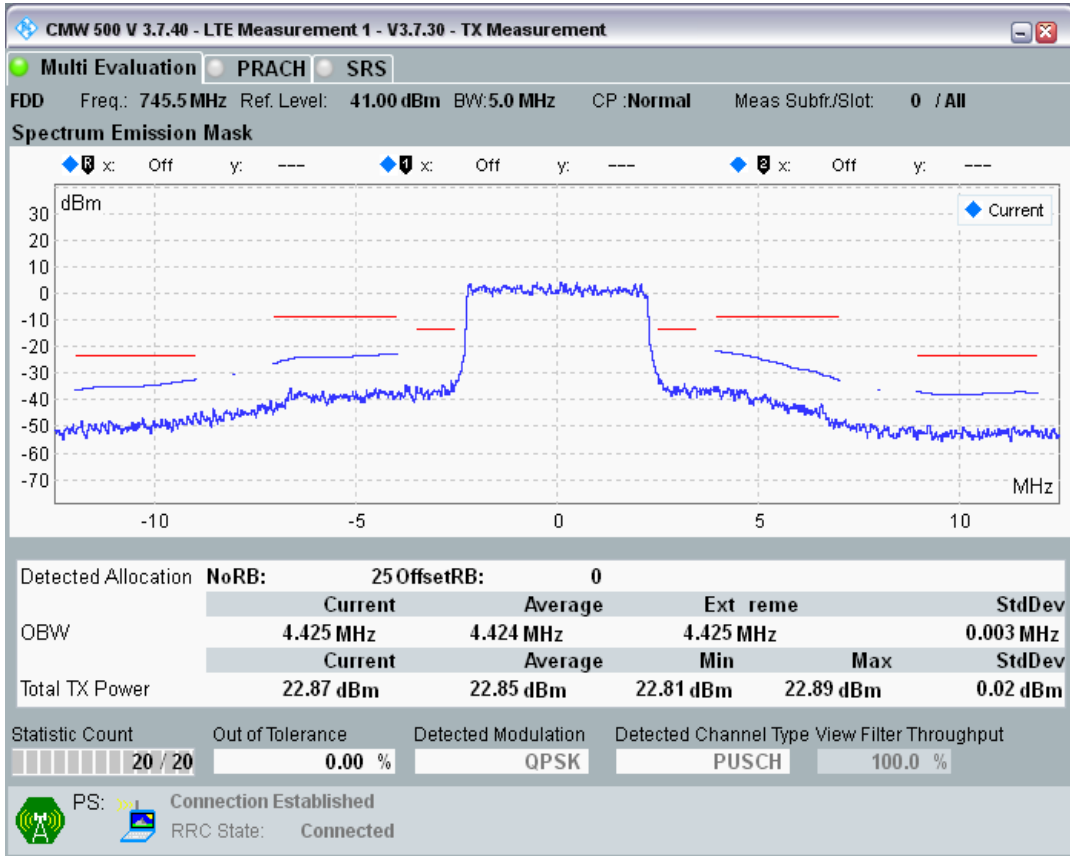 CMW 500 V 3.7.40 - LTE Measurement 1 - V3.7.30 - TX Measurement
Multi Evaluation PRACH SRS
FDD Freq.: 745.5 MHz Ref. Level: 41.00 dBm BW: 5.0 MHz CP : Normal Meas Subfr./Slot: 0 / All
Spectrum Emission Mask
R x: Off y: --- 1 x: Off y: --- 2 x: Off y: ---
dBm
Current
30
20
10
0
-10
-20
-30
-40
-50
-60
-70
MHz
-10 -5 0 5 10
Detected Allocation NoRB: 25 OffsetRB: 0
Current Average Ext reme StdDev
OBW 4.425 MHz 4.424 MHz 4.425 MHz 0.003 MHz
Current Average Min Max StdDev
Total TX Power 22.87 dBm 22.85 dBm 22.81 dBm 22.89 dBm 0.02 dBm
Statistic Count Out of Tolerance Detected Modulation Detected Channel Type View Filter Throughput
20 / 20 0.00 % QPSK PUSCH 100.0 %
PS: Connection Established
RRC State: Connected